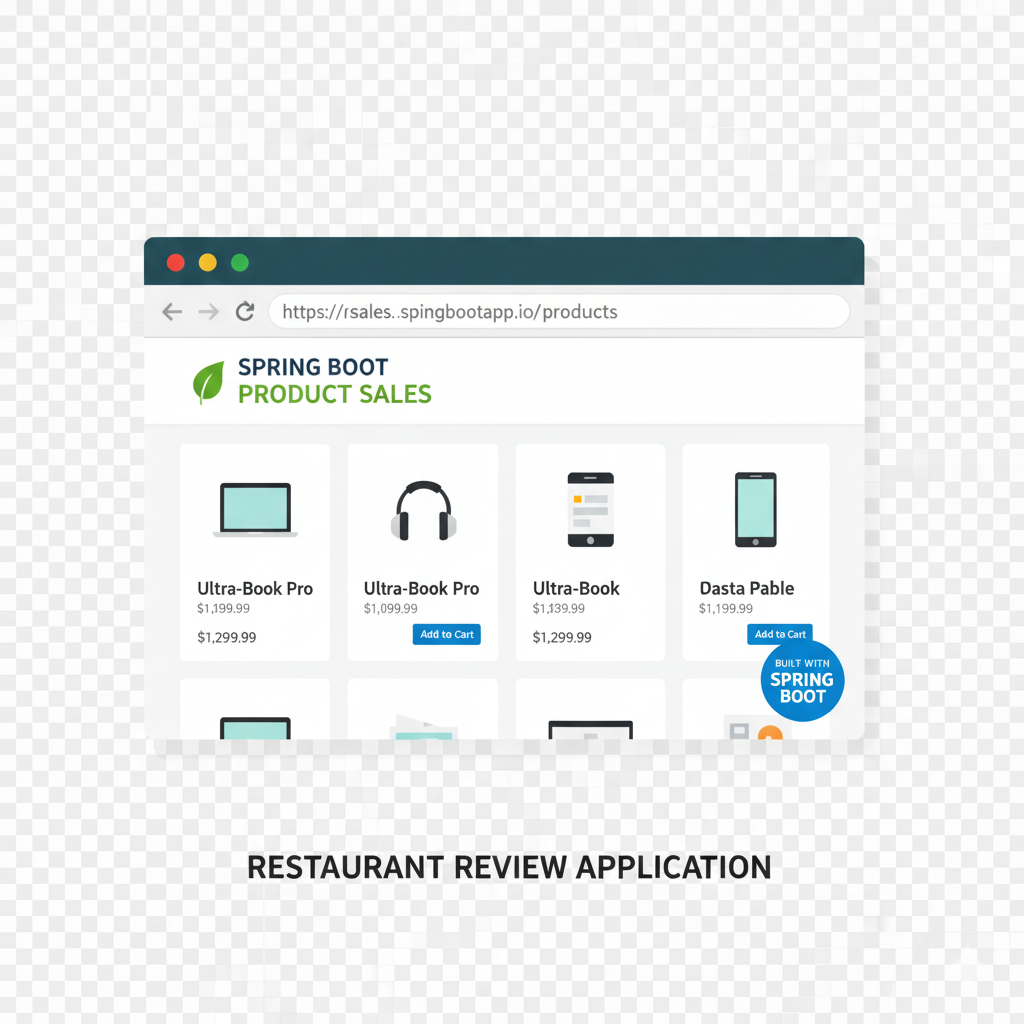 https://rsales..spingbootapp.io/products
SPRING BOOT
PRODUCT SALES
Ultra-Book Pro
$1,199.99
$1,299.99
Ultra-Book Pro
$1,099.99
Add to Cart
Ultra-Book
$1,139.99
$1,299.99
Dasta Pable
$1,199.99
Add to Cart
BUILT WITH
SPRING
BOOT
RESTAURANT REVIEW APPLICATION